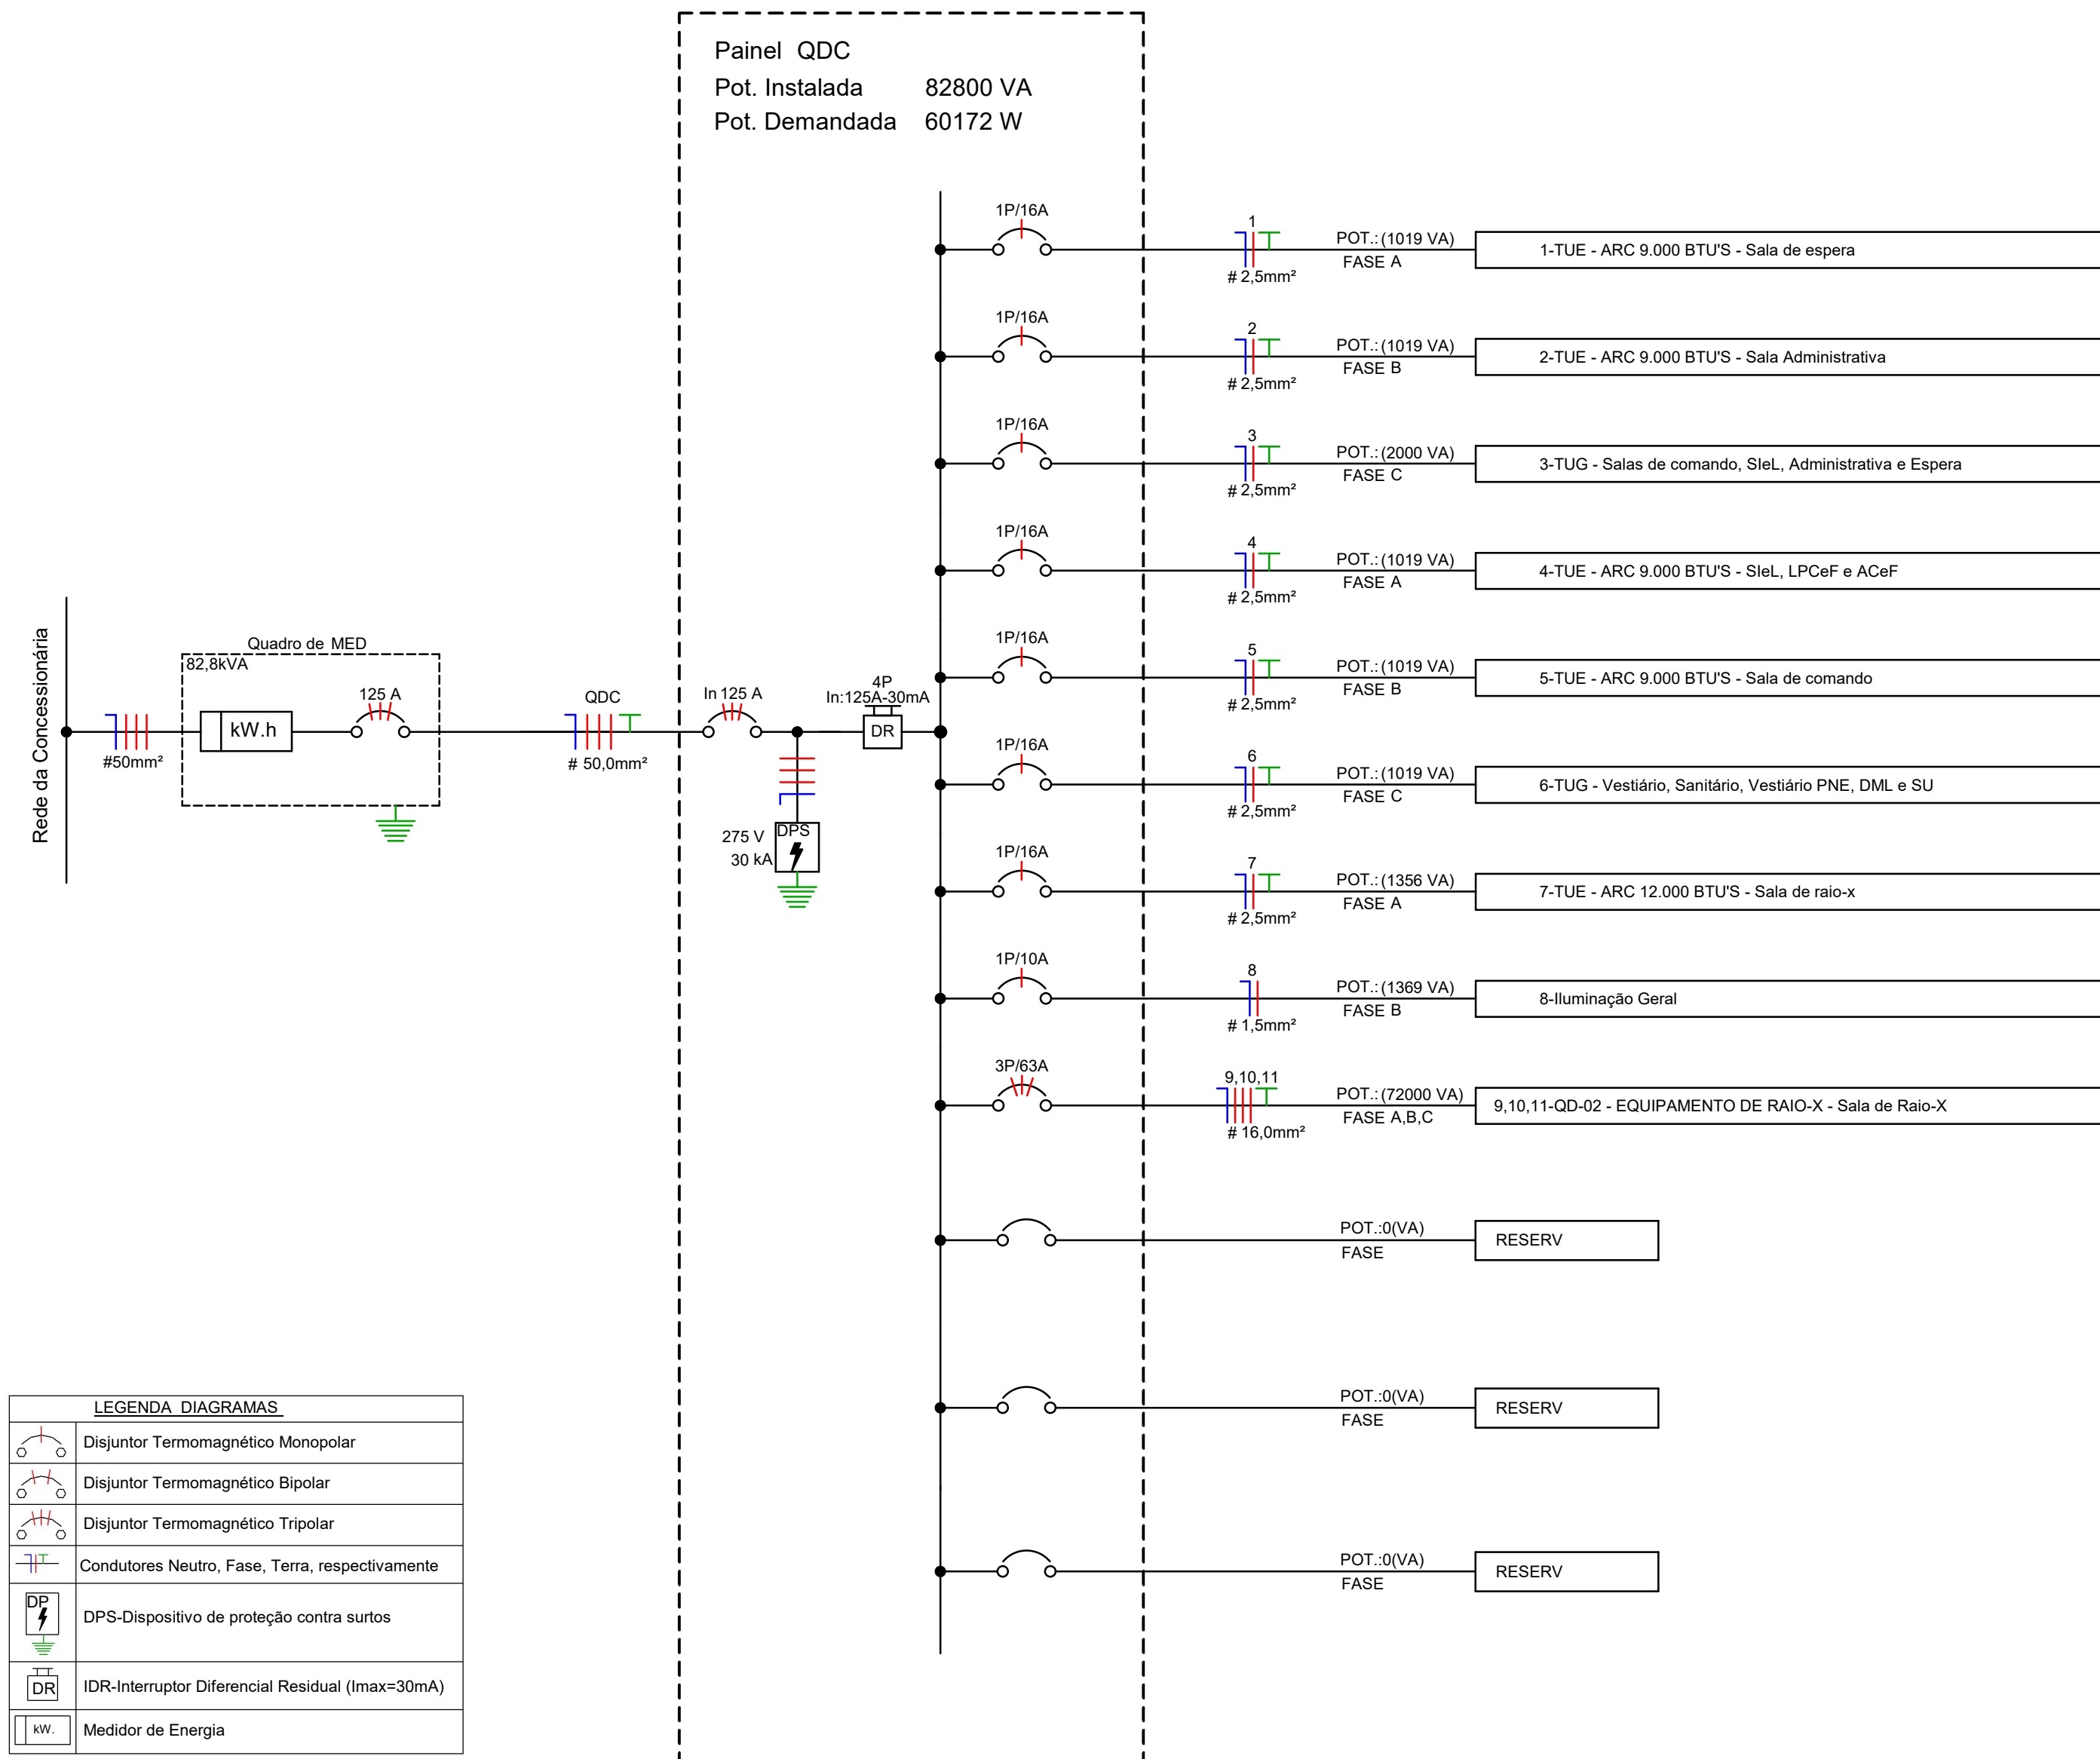 Painel QDC
Pot. Instalada 82800 VA
Pot. Demandada 60172 W
1P/16A
1
POT.: (1019 VA)
FASE A
# 2,5mm²
1-TUE - ARC 9.000 BTU'S - Sala de espera
1P/16A
2
POT.: (1019 VA)
FASE B
# 2,5mm²
2-TUE - ARC 9.000 BTU'S - Sala Administrativa
1P/16A
3
POT.: (2000 VA)
FASE C
# 2,5mm²
3-TUG - Salas de comando, SIeL, Administrativa e Espera
1P/16A
4
POT.: (1019 VA)
FASE A
# 2,5mm²
4-TUE - ARC 9.000 BTU'S - SIeL, LPCeF e ACeF
1P/16A
5
POT.: (1019 VA)
FASE B
# 2,5mm²
5-TUE - ARC 9.000 BTU'S - Sala de comando
Rede da Concessionária
#50mm²
Quadro de MED
82,8kVA
kW.h
125 A
QDC
# 50,0mm²
In 125 A
4P
In:125A-30mA
DR
275 V
30 kA
DPS
1P/16A
6
POT.: (1019 VA)
FASE C
# 2,5mm²
6-TUG - Vestiário, Sanitário, Vestiário PNE, DML e SU
1P/16A
7
POT.: (1356 VA)
FASE A
# 2,5mm²
7-TUE - ARC 12.000 BTU'S - Sala de raio-x
1P/10A
8
POT.: (1369 VA)
FASE B
# 1,5mm²
8-Iluminação Geral
3P/63A
9,10,11
POT.: (72000 VA)
FASE A,B,C
# 16,0mm²
9,10,11-QD-02 - EQUIPAMENTO DE RAIO-X - Sala de Raio-X
POT.:0(VA)
FASE
RESERV
POT.:0(VA)
FASE
RESERV
POT.:0(VA)
FASE
RESERV
LEGENDA DIAGRAMAS
Disjuntor Termomagnético Monopolar
Disjuntor Termomagnético Bipolar
Disjuntor Termomagnético Tripolar
Condutores Neutro, Fase, Terra, respectivamente
DP
DPS-Dispositivo de proteção contra surtos
DR
IDR-Interruptor Diferencial Residual (Imax=30mA)
kW.
Medidor de Energia